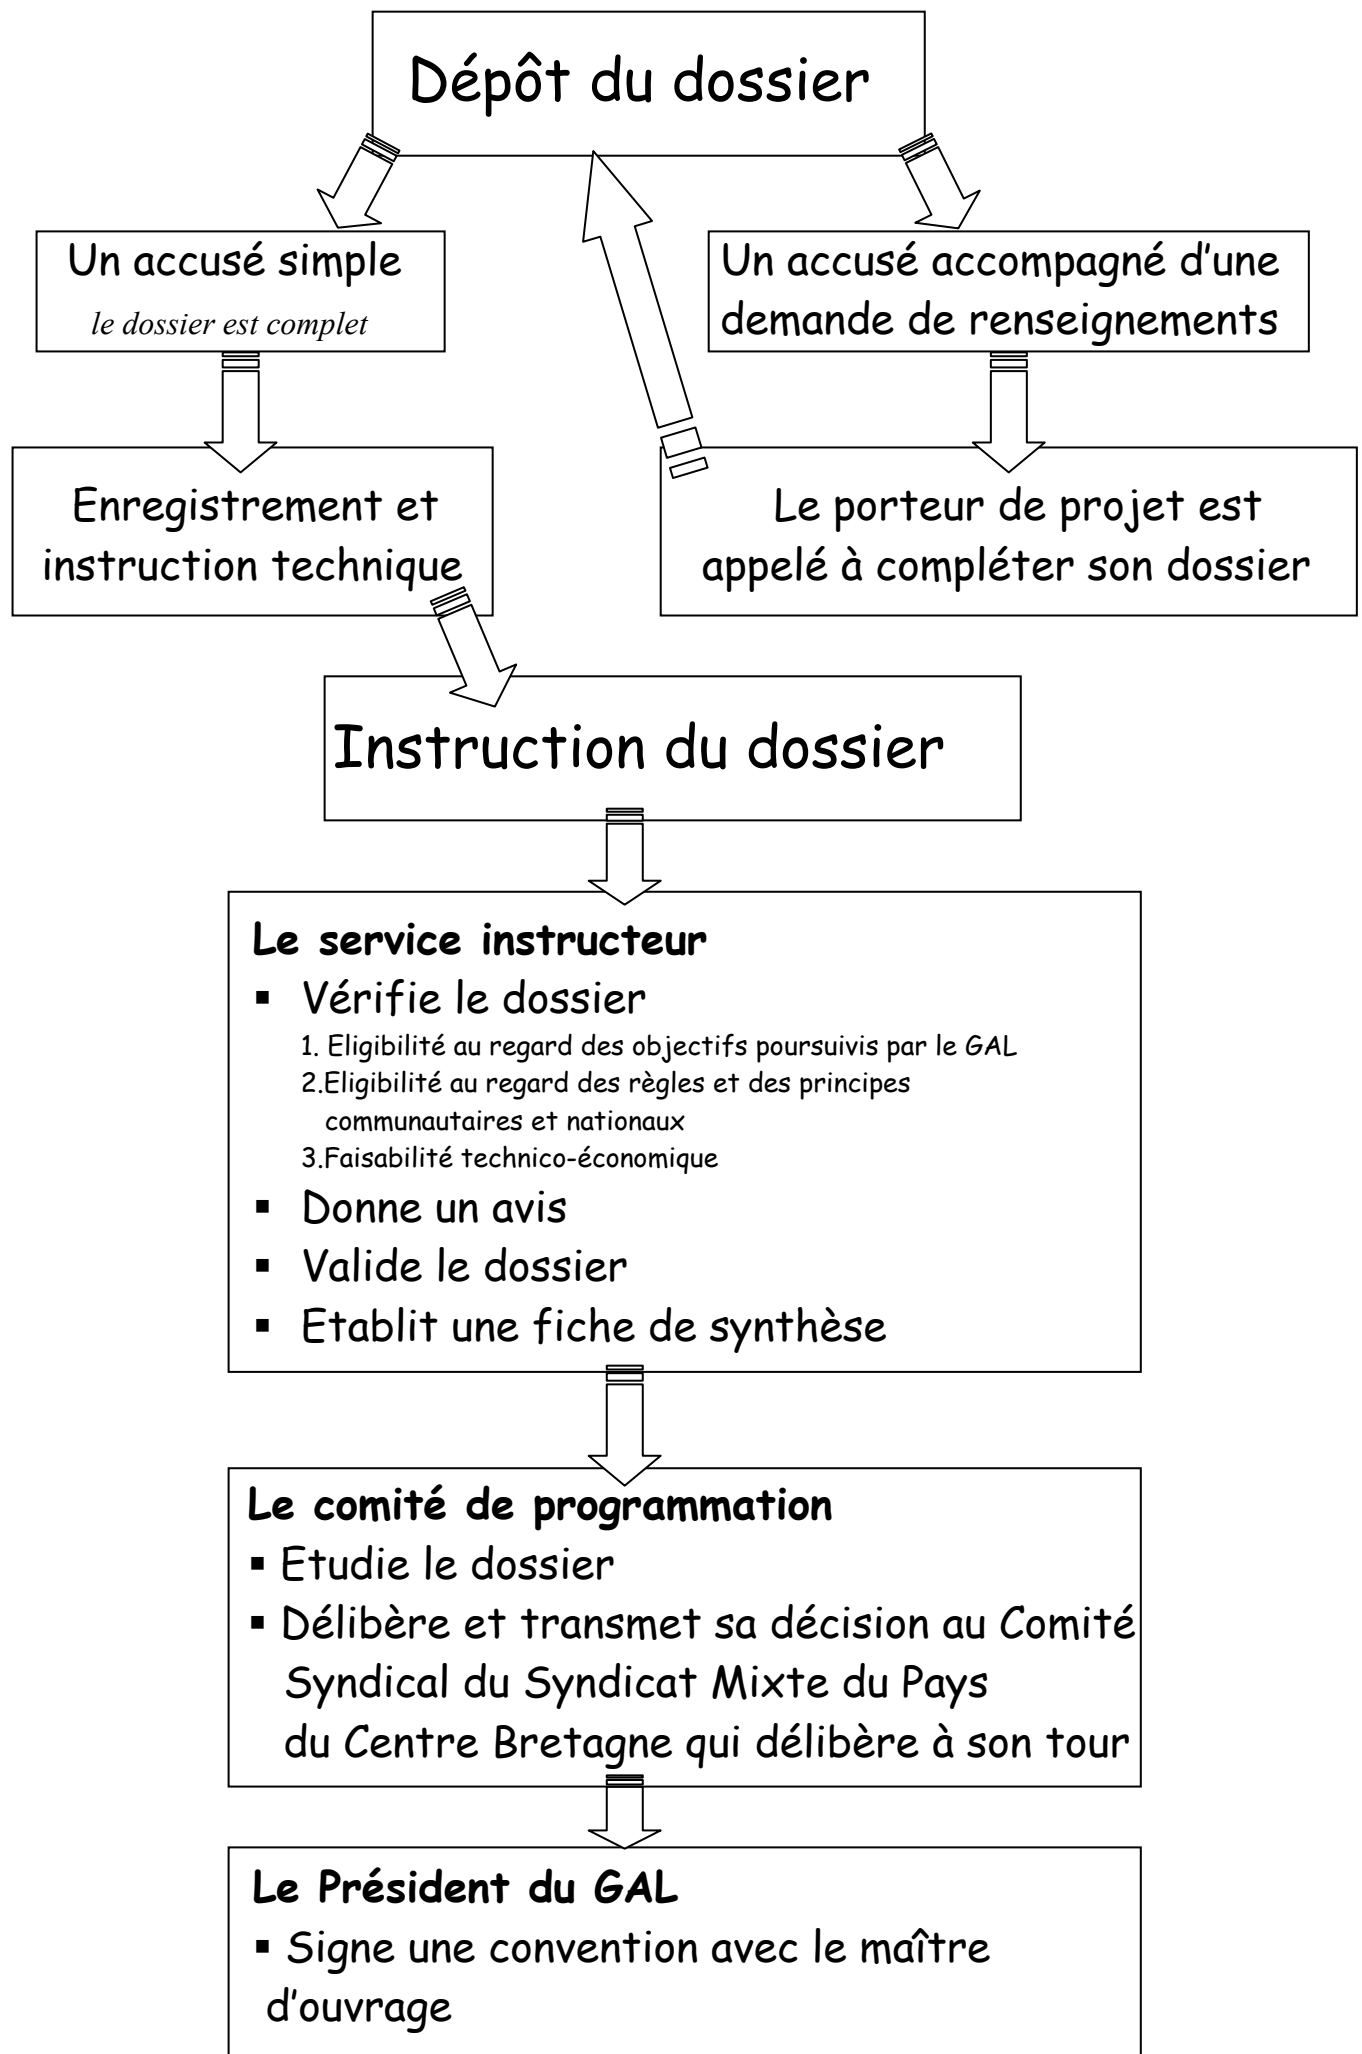 Dépôt du dossier
Un accusé simple
le dossier est complet
Un accusé accompagné d’une
demande de renseignements
Enregistrement et
instruction technique
Le porteur de projet est
appelé à compléter son dossier
Instruction du dossier
Le service instructeur
▪ Vérifie le dossier
1. Eligibilité au regard des objectifs poursuivis par le GAL
2.Eligibilité au regard des règles et des principes
communautaires et nationaux
3.Faisabilité technico-économique
▪ Donne un avis
▪ Valide le dossier
▪ Etablit une fiche de synthèse
Le comité de programmation
▪ Etudie le dossier
▪ Délibère et transmet sa décision au Comité
Syndical du Syndicat Mixte du Pays
du Centre Bretagne qui délibère à son tour
Le Président du GAL
▪ Signe une convention avec le maître
d’ouvrage